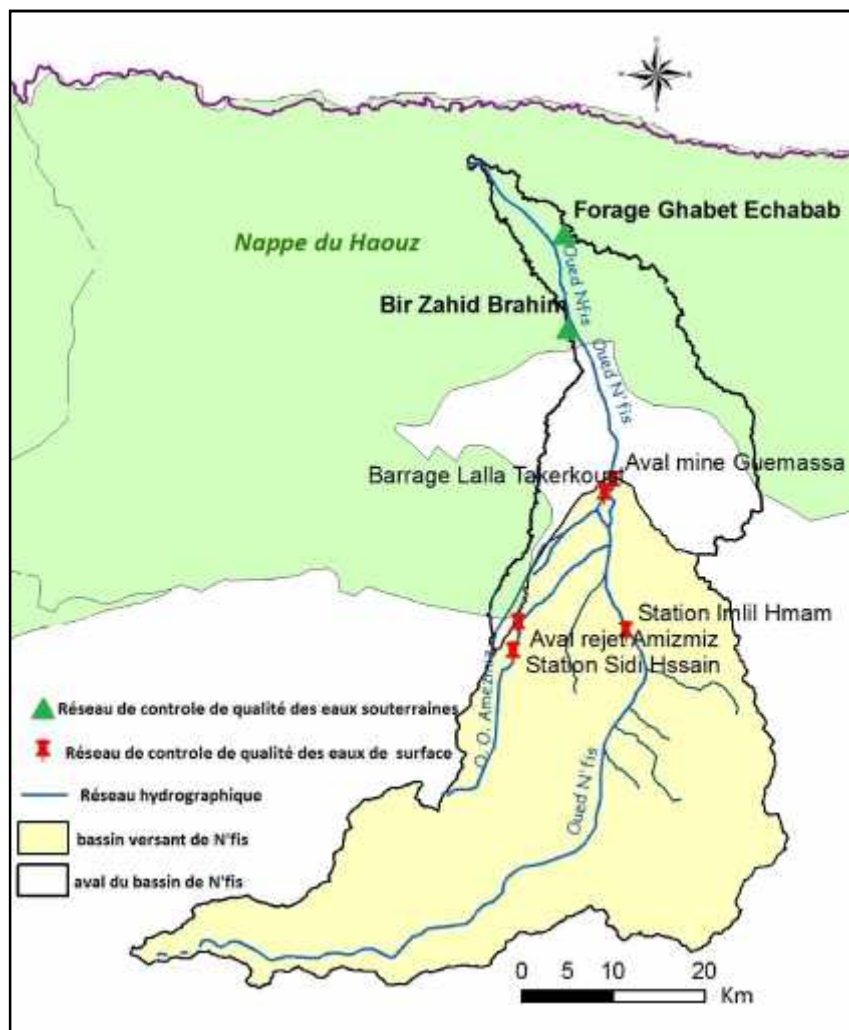 Forage Ghabet Echabab
Nappe du Haouz
Oued Nfis
Bir Zahid Brahim
Oued N'fis
Aval mine Guemassa
Barrage Lalla Takerkoust
Station Imlil Hmam
Aval rejet Amizmiz
Station Sidi Hssain
O. O. Amezmiz
Oued N'fis
Réseau de controle de qualité des eaux souterraines
Réseau de controle de qualité des eaux de surface
Réseau hydrographique
bassin versant de N'fis
aval du bassin de N'fis
0 5 10 20
Km